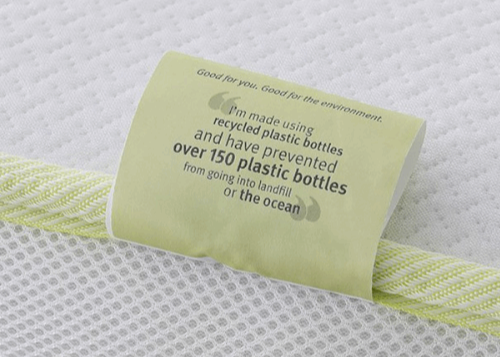 Good for you. Good for the environment.
“I'm made using
recycled plastic bottles
and have prevented
over 150 plastic bottles
from going into landfill
or the ocean”